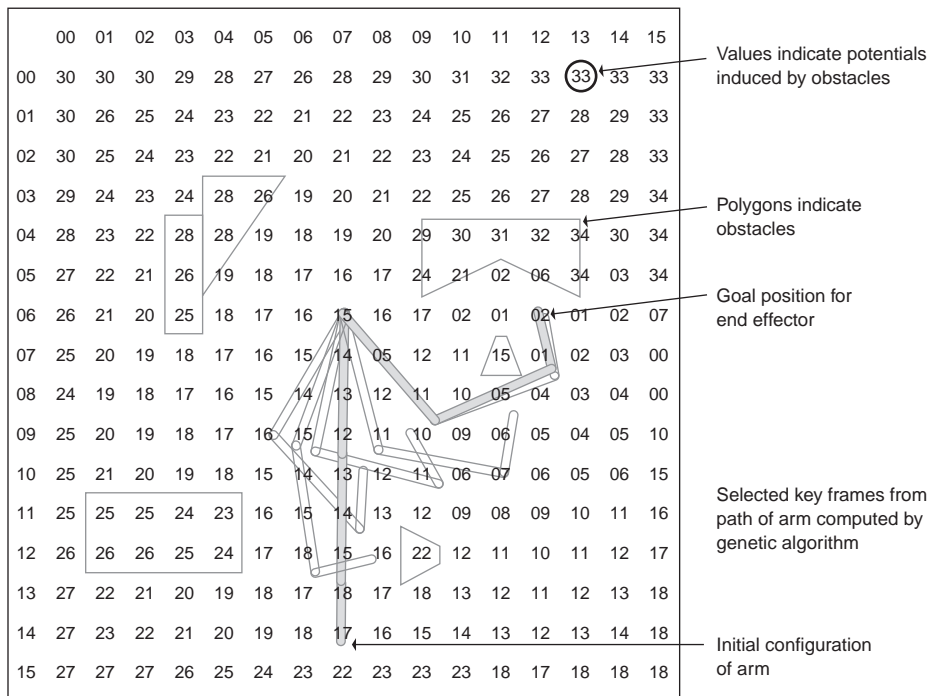 00 01 02 03 04 05 06 07 08 09 10 11 12 13 14 15
00 30 30 30 29 28 27 26 28 29 30 31 32 33 33 33 33
01 30 26 25 24 23 22 21 22 23 24 25 26 27 28 29 33
02 30 25 24 23 22 21 20 21 22 23 24 25 26 27 28 33
03 29 24 23 24 28 26 19 20 21 22 25 26 27 28 29 34
04 28 23 22 28 28 19 18 19 20 29 30 31 32 34 30 34
05 27 22 21 26 19 18 17 16 17 24 21 02 06 34 03 34
06 26 21 20 25 18 17 16 15 16 17 02 01 02 01 02 07
07 25 20 19 18 17 16 15 14 05 12 11 15 01 02 03 00
08 24 19 18 17 16 15 14 13 12 11 10 05 04 03 04 00
09 25 20 19 18 17 16 15 12 11 10 09 06 05 04 05 10
10 25 21 20 19 18 15 14 13 12 11 06 07 06 05 06 15
11 25 25 25 24 23 16 15 14 13 12 09 08 09 10 11 16
12 26 26 26 25 24 17 18 15 16 22 12 11 10 11 12 17
13 27 22 21 20 19 18 17 18 17 18 13 12 11 12 13 18
14 27 23 22 21 20 19 18 17 16 15 14 13 12 13 14 18
15 27 27 27 26 25 24 23 22 23 23 23 18 17 18 18 18
Values indicate potentials
induced by obstacles
Polygons indicate
obstacles
Goal position for
end effector
Selected key frames from
path of arm computed by
genetic algorithm
Initial configuration
of arm